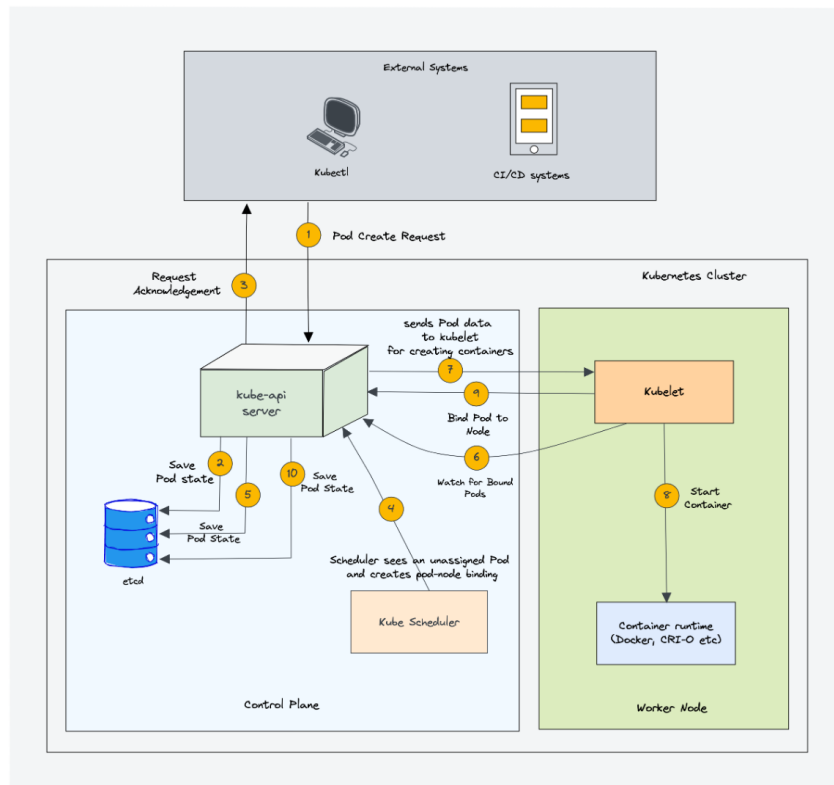 External Systems
Kubectl
CI/CD systems
1
Pod Create Request
Request
Acknowledgement
3
Kubernetes Cluster
sends Pod data
to kubelet
for creating containers
7
kube-api
server
9
Bind Pod to
Node
Kubelet
6
Watch for Bound
Pods
2
Save
Pod state
5
Save
Pod State
10
Save
Pod State
4
8
Start
Container
etcd
Scheduler sees an unassigned Pod
and creates pod-node binding
Kube Scheduler
Container runtime
(Docker, CRI-O etc)
Control Plane
Worker Node